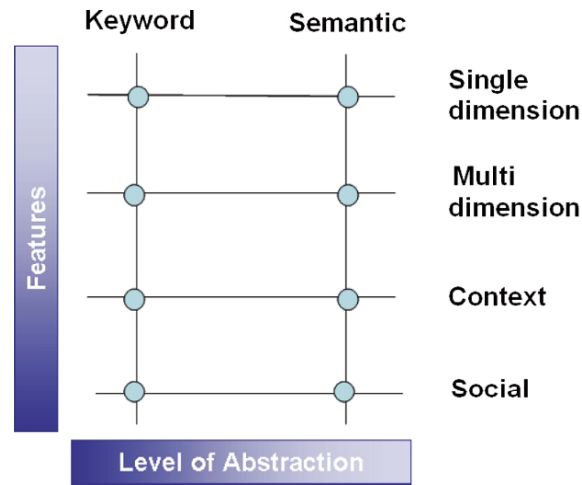 Keyword
Semantic
Single
dimension
Multi
dimension
Context
Social
Features
Level of Abstraction